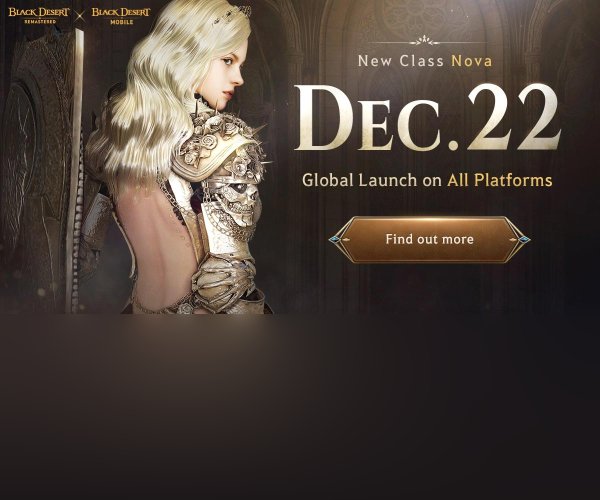 BLACK DESERT
REMASTERED
×
BLACK DESERT
MOBILE
New Class Nova
DEC.22
Global Launch on All Platforms
Find out more